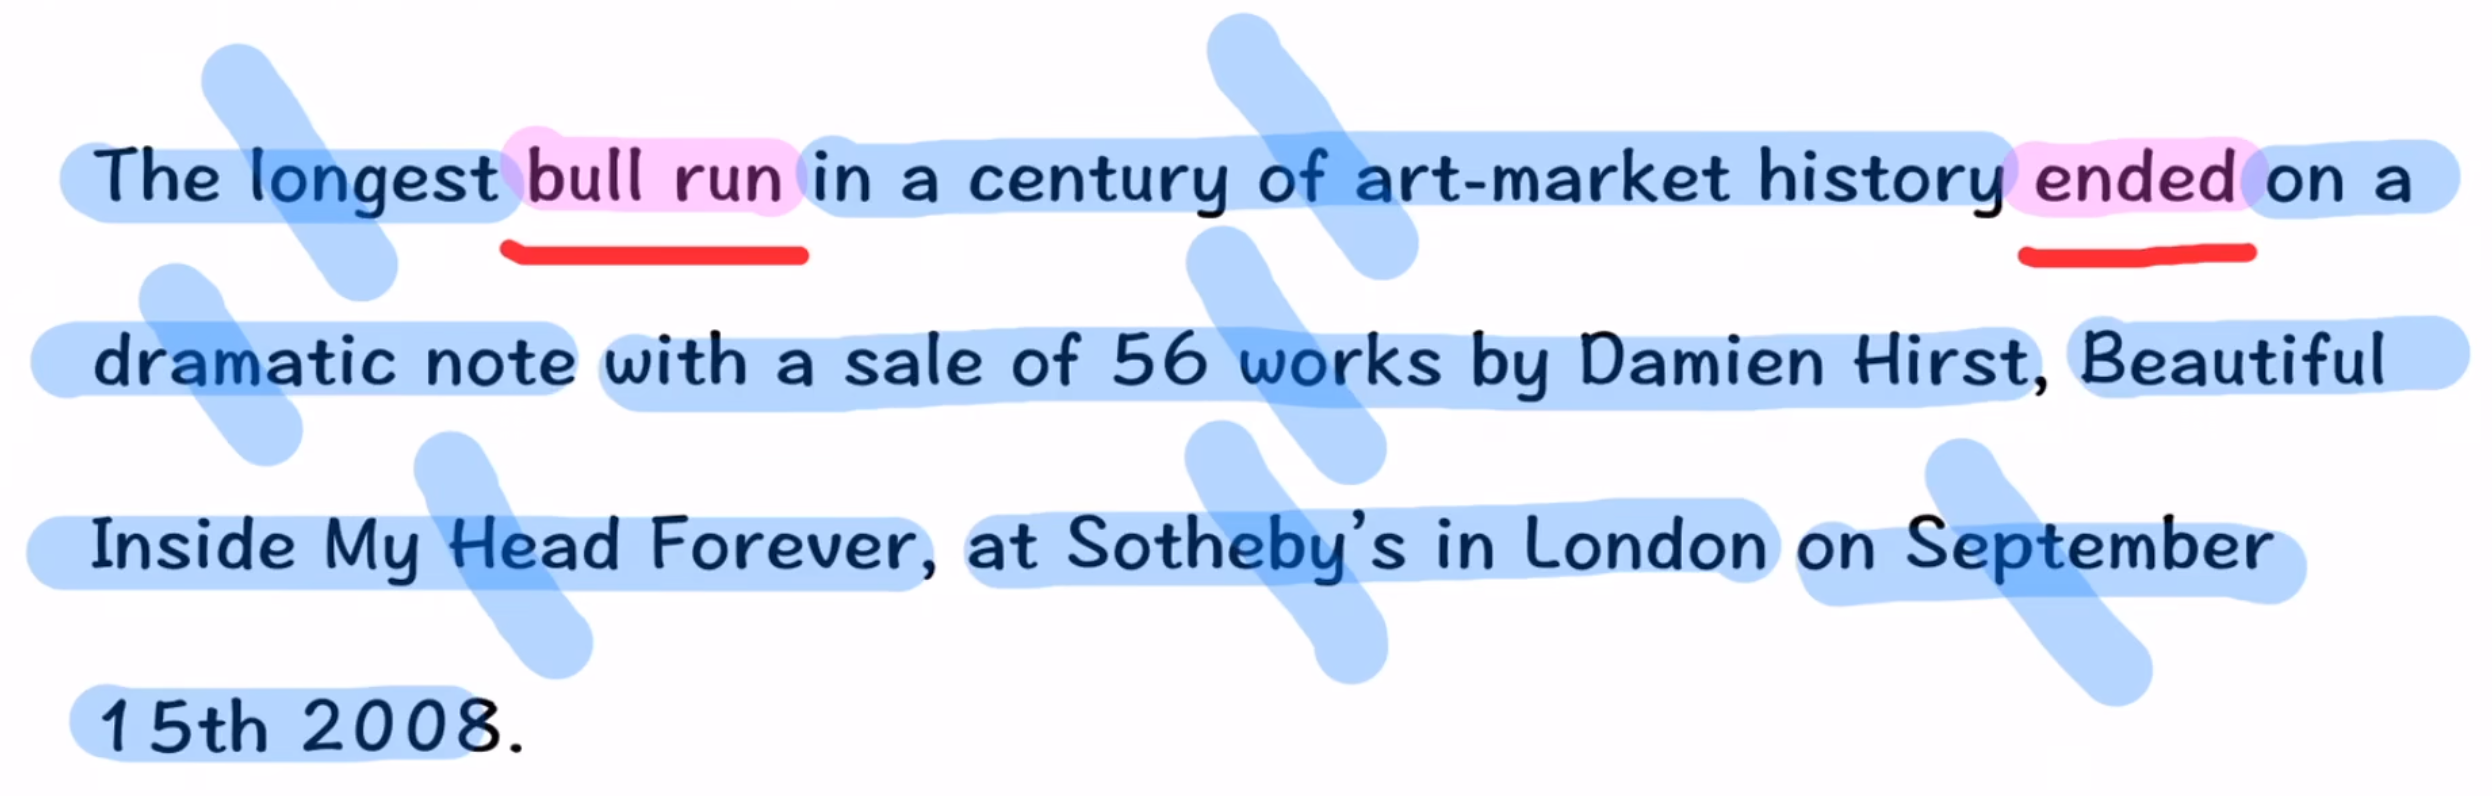 The longest bull run in a century of art-market history ended on a
dramatic note with a sale of 56 works by Damien Hirst, Beautiful
Inside My Head Forever, at Sotheby’s in London on September
15th 2008.